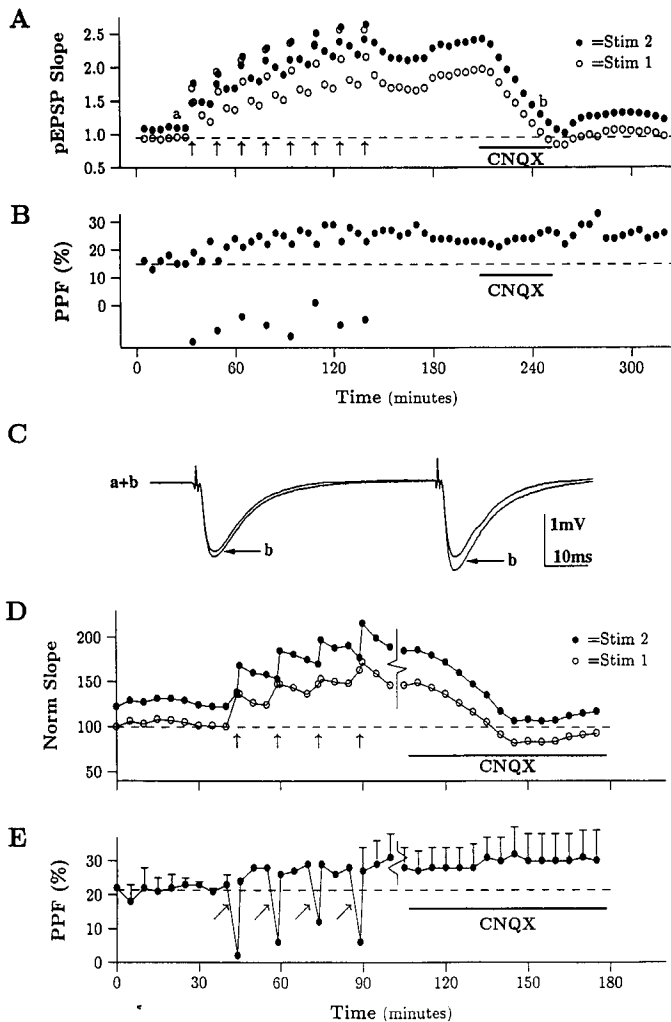 A
pEPSP Slope
2.5
2.0
1.5
1.0
0.5
a
b
● =Stim 2
○ =Stim 1
↑ ↑ ↑ ↑ ↑ ↑ ↑ ↑
CNQX
B
PPF (%)
30
20
10
0
CNQX
0 60 120 180 240 300
Time (minutes)
C
a+b
b
b
1mV
10ms
D
Norm Slope
200
150
100
50
● =Stim 2
○ =Stim 1
↑ ↑ ↑ ↑
CNQX
E
PPF (%)
30
20
10
0
CNQX
0 30 60 90 120 150 180
Time (minutes)